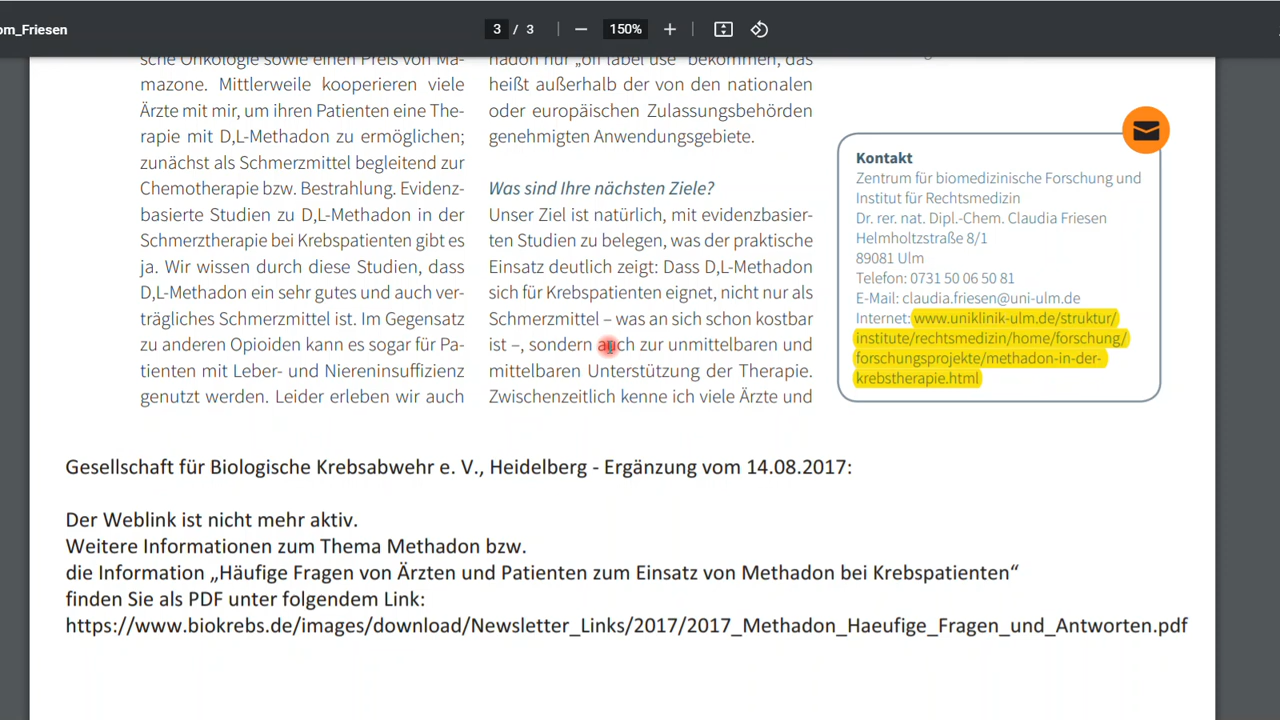 om_Friesen
3 / 3
150%
sche Onkologie sowie einen Preis von Ma-
mazone. Mittlerweile kooperieren viele
Ärzte mit mir, um ihren Patienten eine The-
rapie mit D,L-Methadon zu ermöglichen;
zunächst als Schmerzmittel begleitend zur
Chemotherapie bzw. Bestrahlung. Evidenz-
basierte Studien zu D,L-Methadon in der
Schmerztherapie bei Krebspatienten gibt es
ja. Wir wissen durch diese Studien, dass
D,L-Methadon ein sehr gutes und auch ver-
trägliches Schmerzmittel ist. Im Gegensatz
zu anderen Opioiden kann es sogar für Pa-
tienten mit Leber- und Niereninsuffizienz
genutzt werden. Leider erleben wir auch
hadon nur „off label use“ bekommen, das
heißt außerhalb der von den nationalen
oder europäischen Zulassungsbehörden
genehmigten Anwendungsgebiete.
Was sind Ihre nächsten Ziele?
Unser Ziel ist natürlich, mit evidenzbasier-
ten Studien zu belegen, was der praktische
Einsatz deutlich zeigt: Dass D,L-Methadon
sich für Krebspatienten eignet, nicht nur als
Schmerzmittel – was an sich schon kostbar
ist –, sondern auch zur unmittelbaren und
mittelbaren Unterstützung der Therapie.
Zwischenzeitlich kenne ich viele Ärzte und
Kontakt
Zentrum für biomedizinische Forschung und
Institut für Rechtsmedizin
Dr. rer. nat. Dipl.-Chem. Claudia Friesen
Helmholtzstraße 8/1
89081 Ulm
Telefon: 0731 50 06 50 81
E-Mail: claudia.friesen@uni-ulm.de
Internet: www.uniklinik-ulm.de/struktur/
institute/rechtsmedizin/home/forschung/
forschungsprojekte/methadon-in-der-
krebstherapie.html
Gesellschaft für Biologische Krebsabwehr e. V., Heidelberg - Ergänzung vom 14.08.2017:
Der Weblink ist nicht mehr aktiv.
Weitere Informationen zum Thema Methadon bzw.
die Information „Häufige Fragen von Ärzten und Patienten zum Einsatz von Methadon bei Krebspatienten“
finden Sie als PDF unter folgendem Link:
https://www.biokrebs.de/images/download/Newsletter_Links/2017/2017_Methadon_Haeufige_Fragen_und_Antworten.pdf